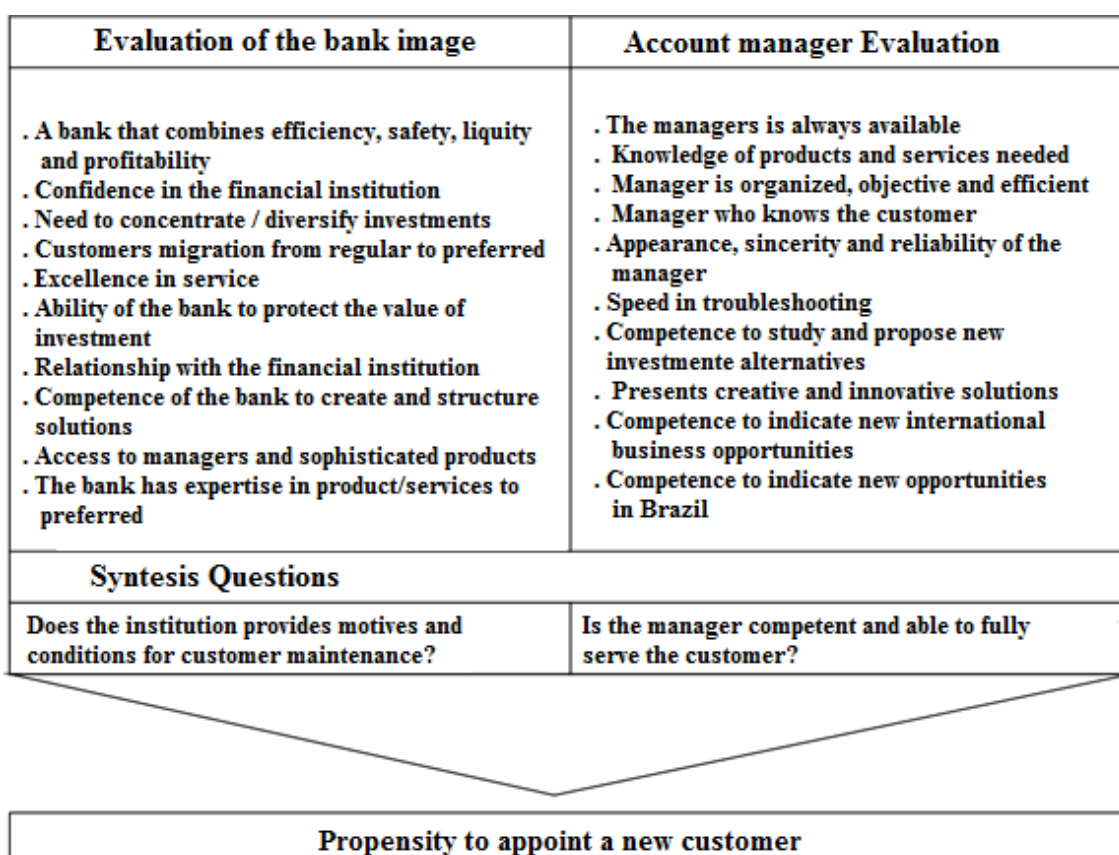 Evaluation of the bank image
. A bank that combines efficiency, safety, liquity
and profitability
. Confidence in the financial institution
. Need to concentrate / diversify investments
. Customers migration from regular to preferred
. Excellence in service
. Ability of the bank to protect the value of
investment
. Relationship with the financial institution
. Competence of the bank to create and structure
solutions
. Access to managers and sophisticated products
. The bank has expertise in product/services to
preferred
Account manager Evaluation
. The managers is always available
. Knowledge of products and services needed
. Manager is organized, objective and efficient
. Manager who knows the customer
. Appearance, sincerity and reliability of the
manager
. Speed in troubleshooting
. Competence to study and propose new
investmente alternatives
. Presents creative and innovative solutions
. Competence to indicate new international
business opportunities
. Competence to indicate new opportunities
in Brazil
Syntesis Questions
Does the institution provides motives and
conditions for customer maintenance?
Is the manager competent and able to fully
serve the customer?
Propensity to appoint a new customer